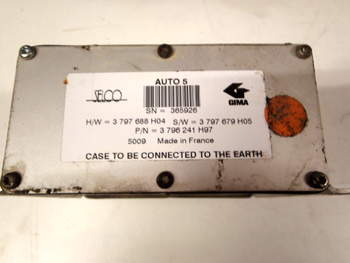 AUTO 5
SELCO
GIMA
SN = 365926
H/W = 3 797 688 H04 S/W = 3 797 679 H05
P/N = 3 796 241 H97
5009 Made in France
CASE TO BE CONNECTED TO THE EARTH